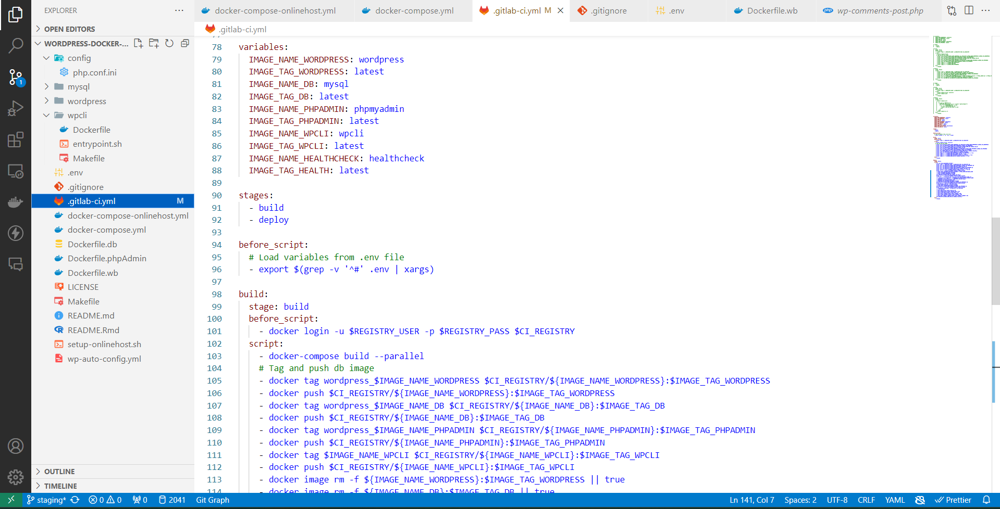 EXPLORER
OPEN EDITORS
WORDPRESS-DOCKER-...
config
php.conf.ini
mysql
wordpress
wpcli
Dockerfile
entrypoint.sh
Makefile
.env
.gitignore
.gitlab-ci.yml M
docker-compose-onlinehost.yml
docker-compose.yml
Dockerfile.db
Dockerfile.phpAdmin
Dockerfile.wb
LICENSE
Makefile
README.md
README.Rmd
setup-onlinehost.sh
wp-auto-config.yml
OUTLINE
TIMELINE
1
docker-compose-onlinehost.yml docker-compose.yml .gitlab-ci.yml M .gitignore .env Dockerfile.wb php wp-comments-post.php
.gitlab-ci.yml
78 variables:
79 IMAGE_NAME_WORDPRESS: wordpress
80 IMAGE_TAG_WORDPRESS: latest
81 IMAGE_NAME_DB: mysql
82 IMAGE_TAG_DB: latest
83 IMAGE_NAME_PHPADMIN: phpmyadmin
84 IMAGE_TAG_PHPADMIN: latest
85 IMAGE_NAME_WPCLI: wpcli
86 IMAGE_TAG_WPCLI: latest
87 IMAGE_NAME_HEALTHCHECK: healthcheck
88 IMAGE_TAG_HEALTH: latest
89
90 stages:
91 - build
92 - deploy
93
94 before_script:
95 # Load variables from .env file
96 - export $(grep -v '^#' .env | xargs)
97
98 build:
99 stage: build
100 before_script:
101 - docker login -u $REGISTRY_USER -p $REGISTRY_PASS $CI_REGISTRY
102 script:
103 - docker-compose build --parallel
104 # Tag and push db image
105 - docker tag wordpress_$IMAGE_NAME_WORDPRESS $CI_REGISTRY/${IMAGE_NAME_WORDPRESS}:$IMAGE_TAG_WORDPRESS
106 - docker push $CI_REGISTRY/${IMAGE_NAME_WORDPRESS}:$IMAGE_TAG_WORDPRESS
107 - docker tag wordpress_$IMAGE_NAME_DB $CI_REGISTRY/${IMAGE_NAME_DB}:$IMAGE_TAG_DB
108 - docker push $CI_REGISTRY/${IMAGE_NAME_DB}:$IMAGE_TAG_DB
109 - docker tag wordpress_$IMAGE_NAME_PHPADMIN $CI_REGISTRY/${IMAGE_NAME_PHPADMIN}:$IMAGE_TAG_PHPADMIN
110 - docker push $CI_REGISTRY/${IMAGE_NAME_PHPADMIN}:$IMAGE_TAG_PHPADMIN
111 - docker tag $IMAGE_NAME_WPCLI $CI_REGISTRY/${IMAGE_NAME_WPCLI}:$IMAGE_TAG_WPCLI
112 - docker push $CI_REGISTRY/${IMAGE_NAME_WPCLI}:$IMAGE_TAG_WPCLI
113 - docker image rm -f ${IMAGE_NAME_WORDPRESS}:$IMAGE_TAG_WORDPRESS || true
114 - docker image rm -f ${IMAGE_NAME_DB}:$IMAGE_TAG_DB || true
staging* 0 0 0 2041 Git Graph Ln 141, Col 7 Spaces: 2 UTF-8 CRLF YAML Prettier